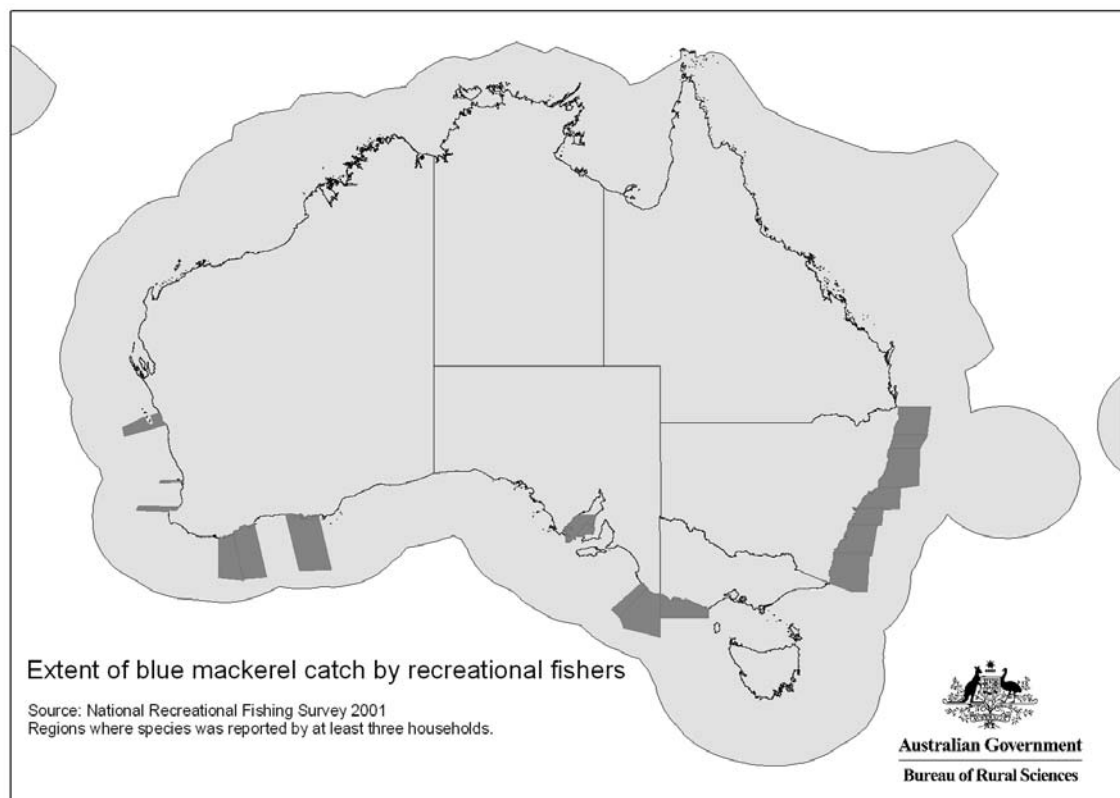 Extent of blue mackerel catch by recreational fishers
Source: National Recreational Fishing Survey 2001
Regions where species was reported by at least three households.
Australian Government
Bureau of Rural Sciences